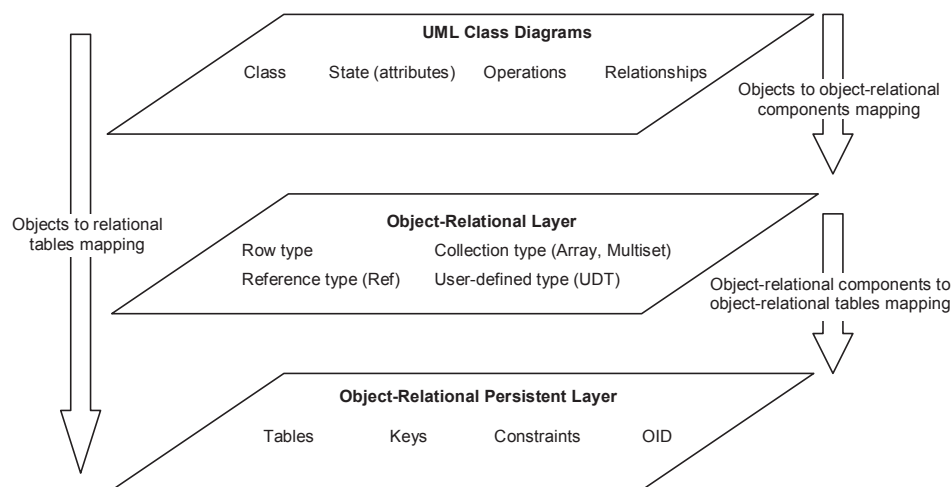 UML Class Diagrams
Class State (attributes) Operations Relationships
Objects to object-relational
components mapping
Objects to relational
tables mapping
Object-Relational Layer
Row type Collection type (Array, Multiset)
Reference type (Ref) User-defined type (UDT)
Object-relational components to
object-relational tables mapping
Object-Relational Persistent Layer
Tables Keys Constraints OID